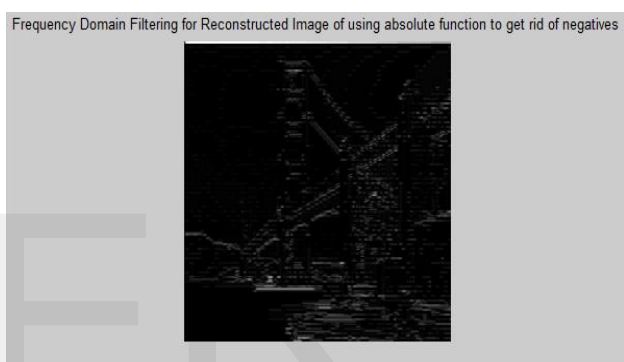 Frequency Domain Filtering for Reconstructed Image of using absolute function to get rid of negatives